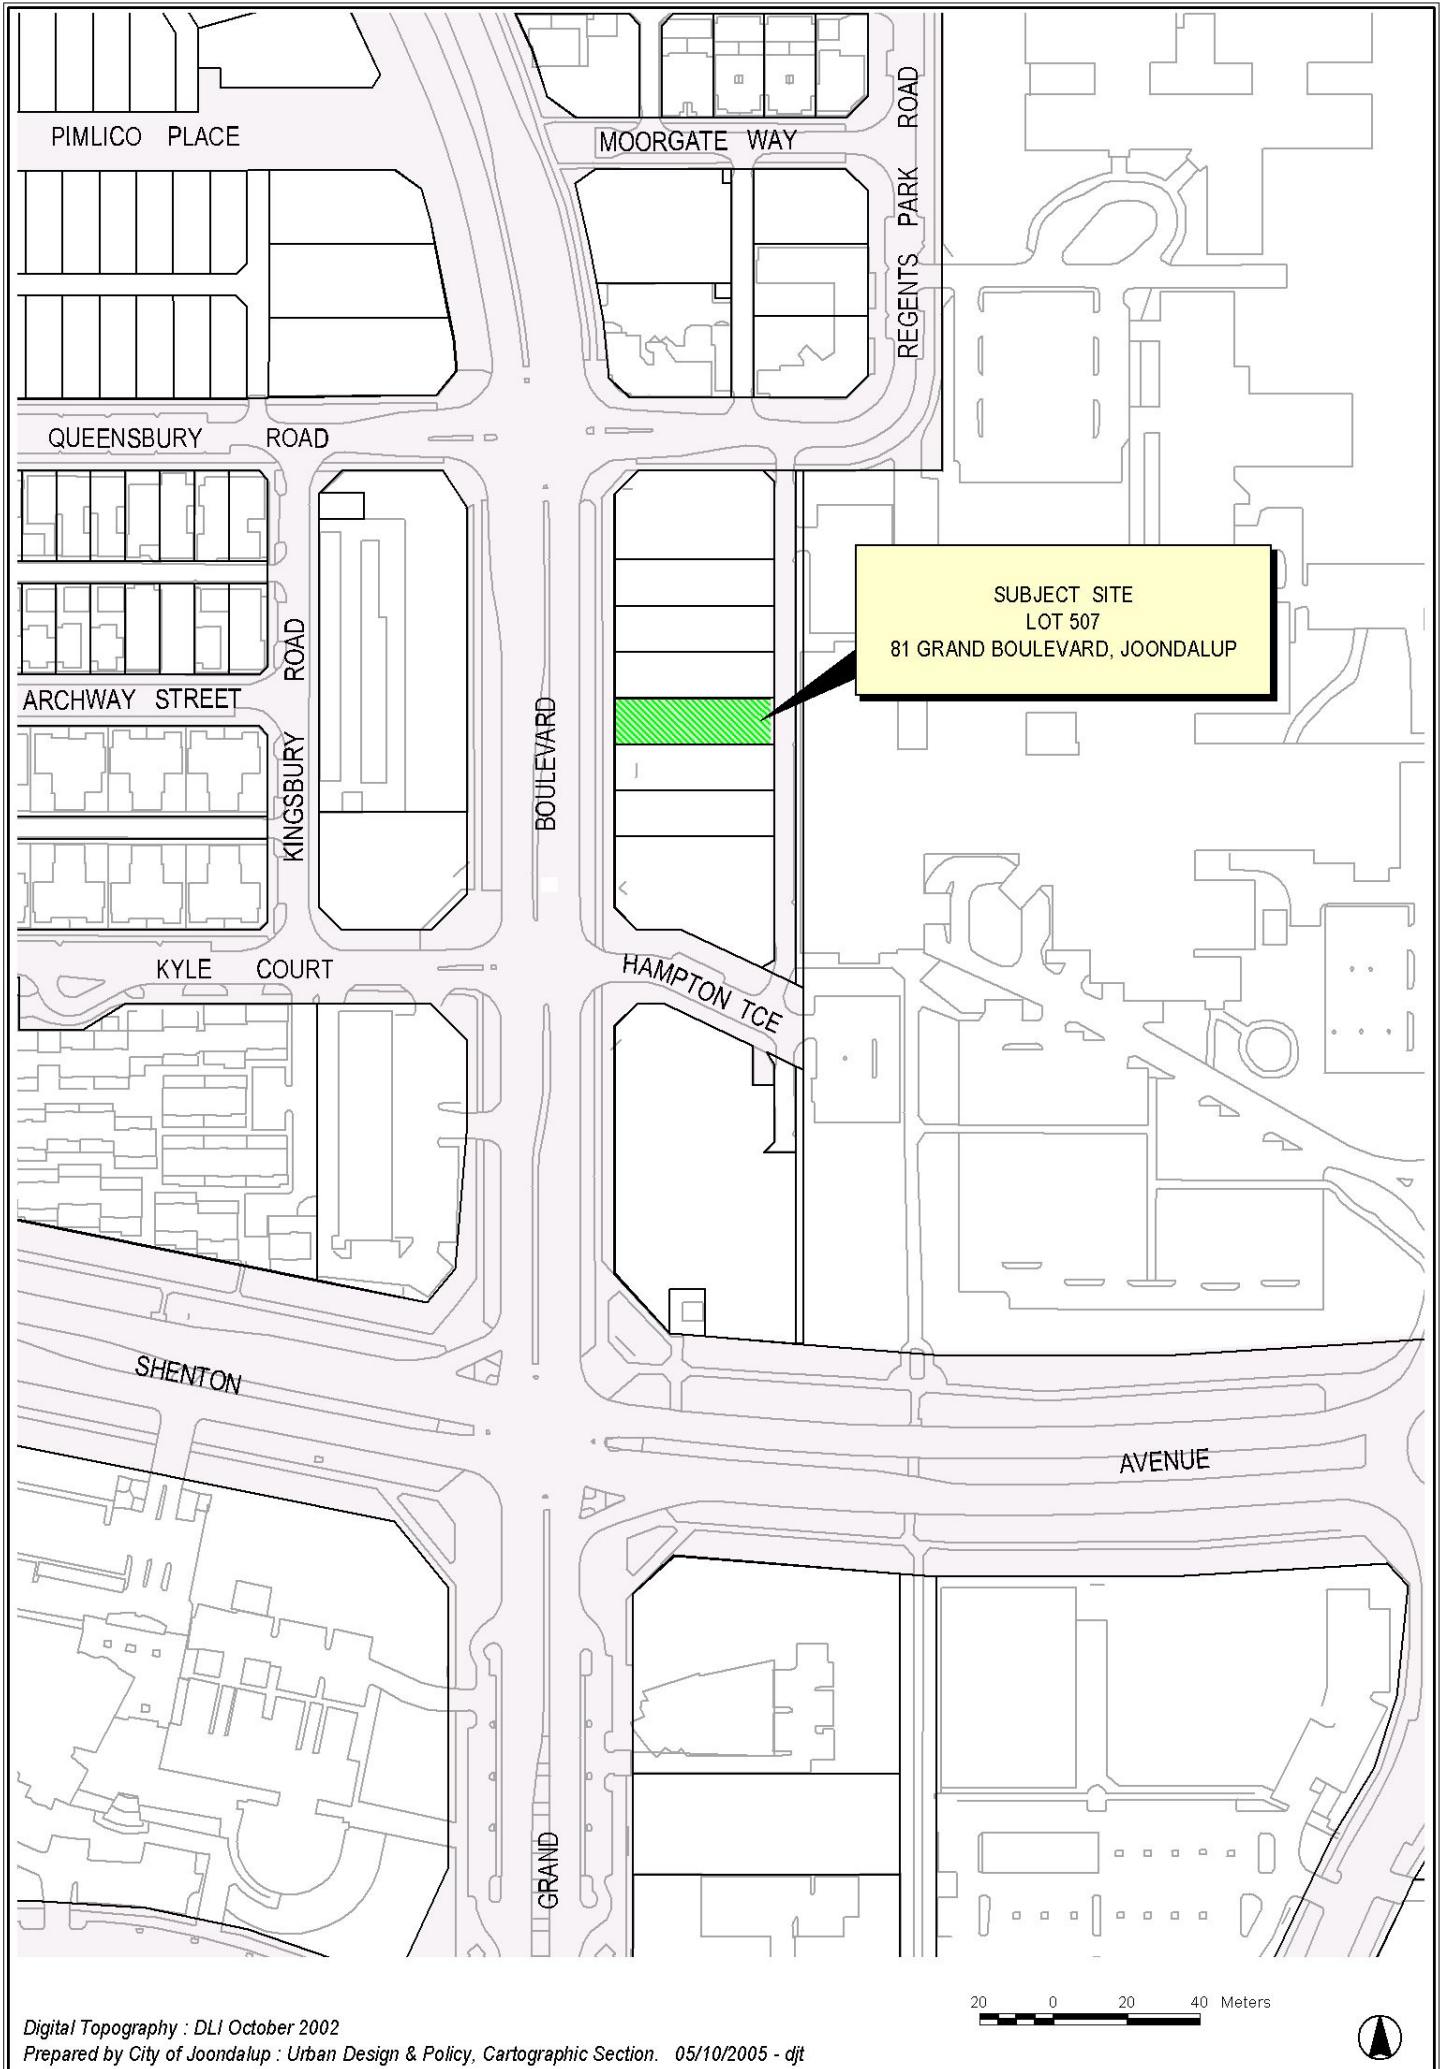 PIMLICO PLACE
MOORGATE WAY
REGENTS PARK ROAD
QUEENSBURY ROAD
SUBJECT SITE
LOT 507
81 GRAND BOULEVARD, JOONDALUP
ARCHWAY STREET
KINGSBURY ROAD
BOULEVARD
KYLE COURT
HAMPTON TCE
SHENTON
AVENUE
GRAND
20 0 20 40 Meters
Digital Topography : DLI October 2002
Prepared by City of Joondalup : Urban Design & Policy, Cartographic Section. 05/10/2005 - djt